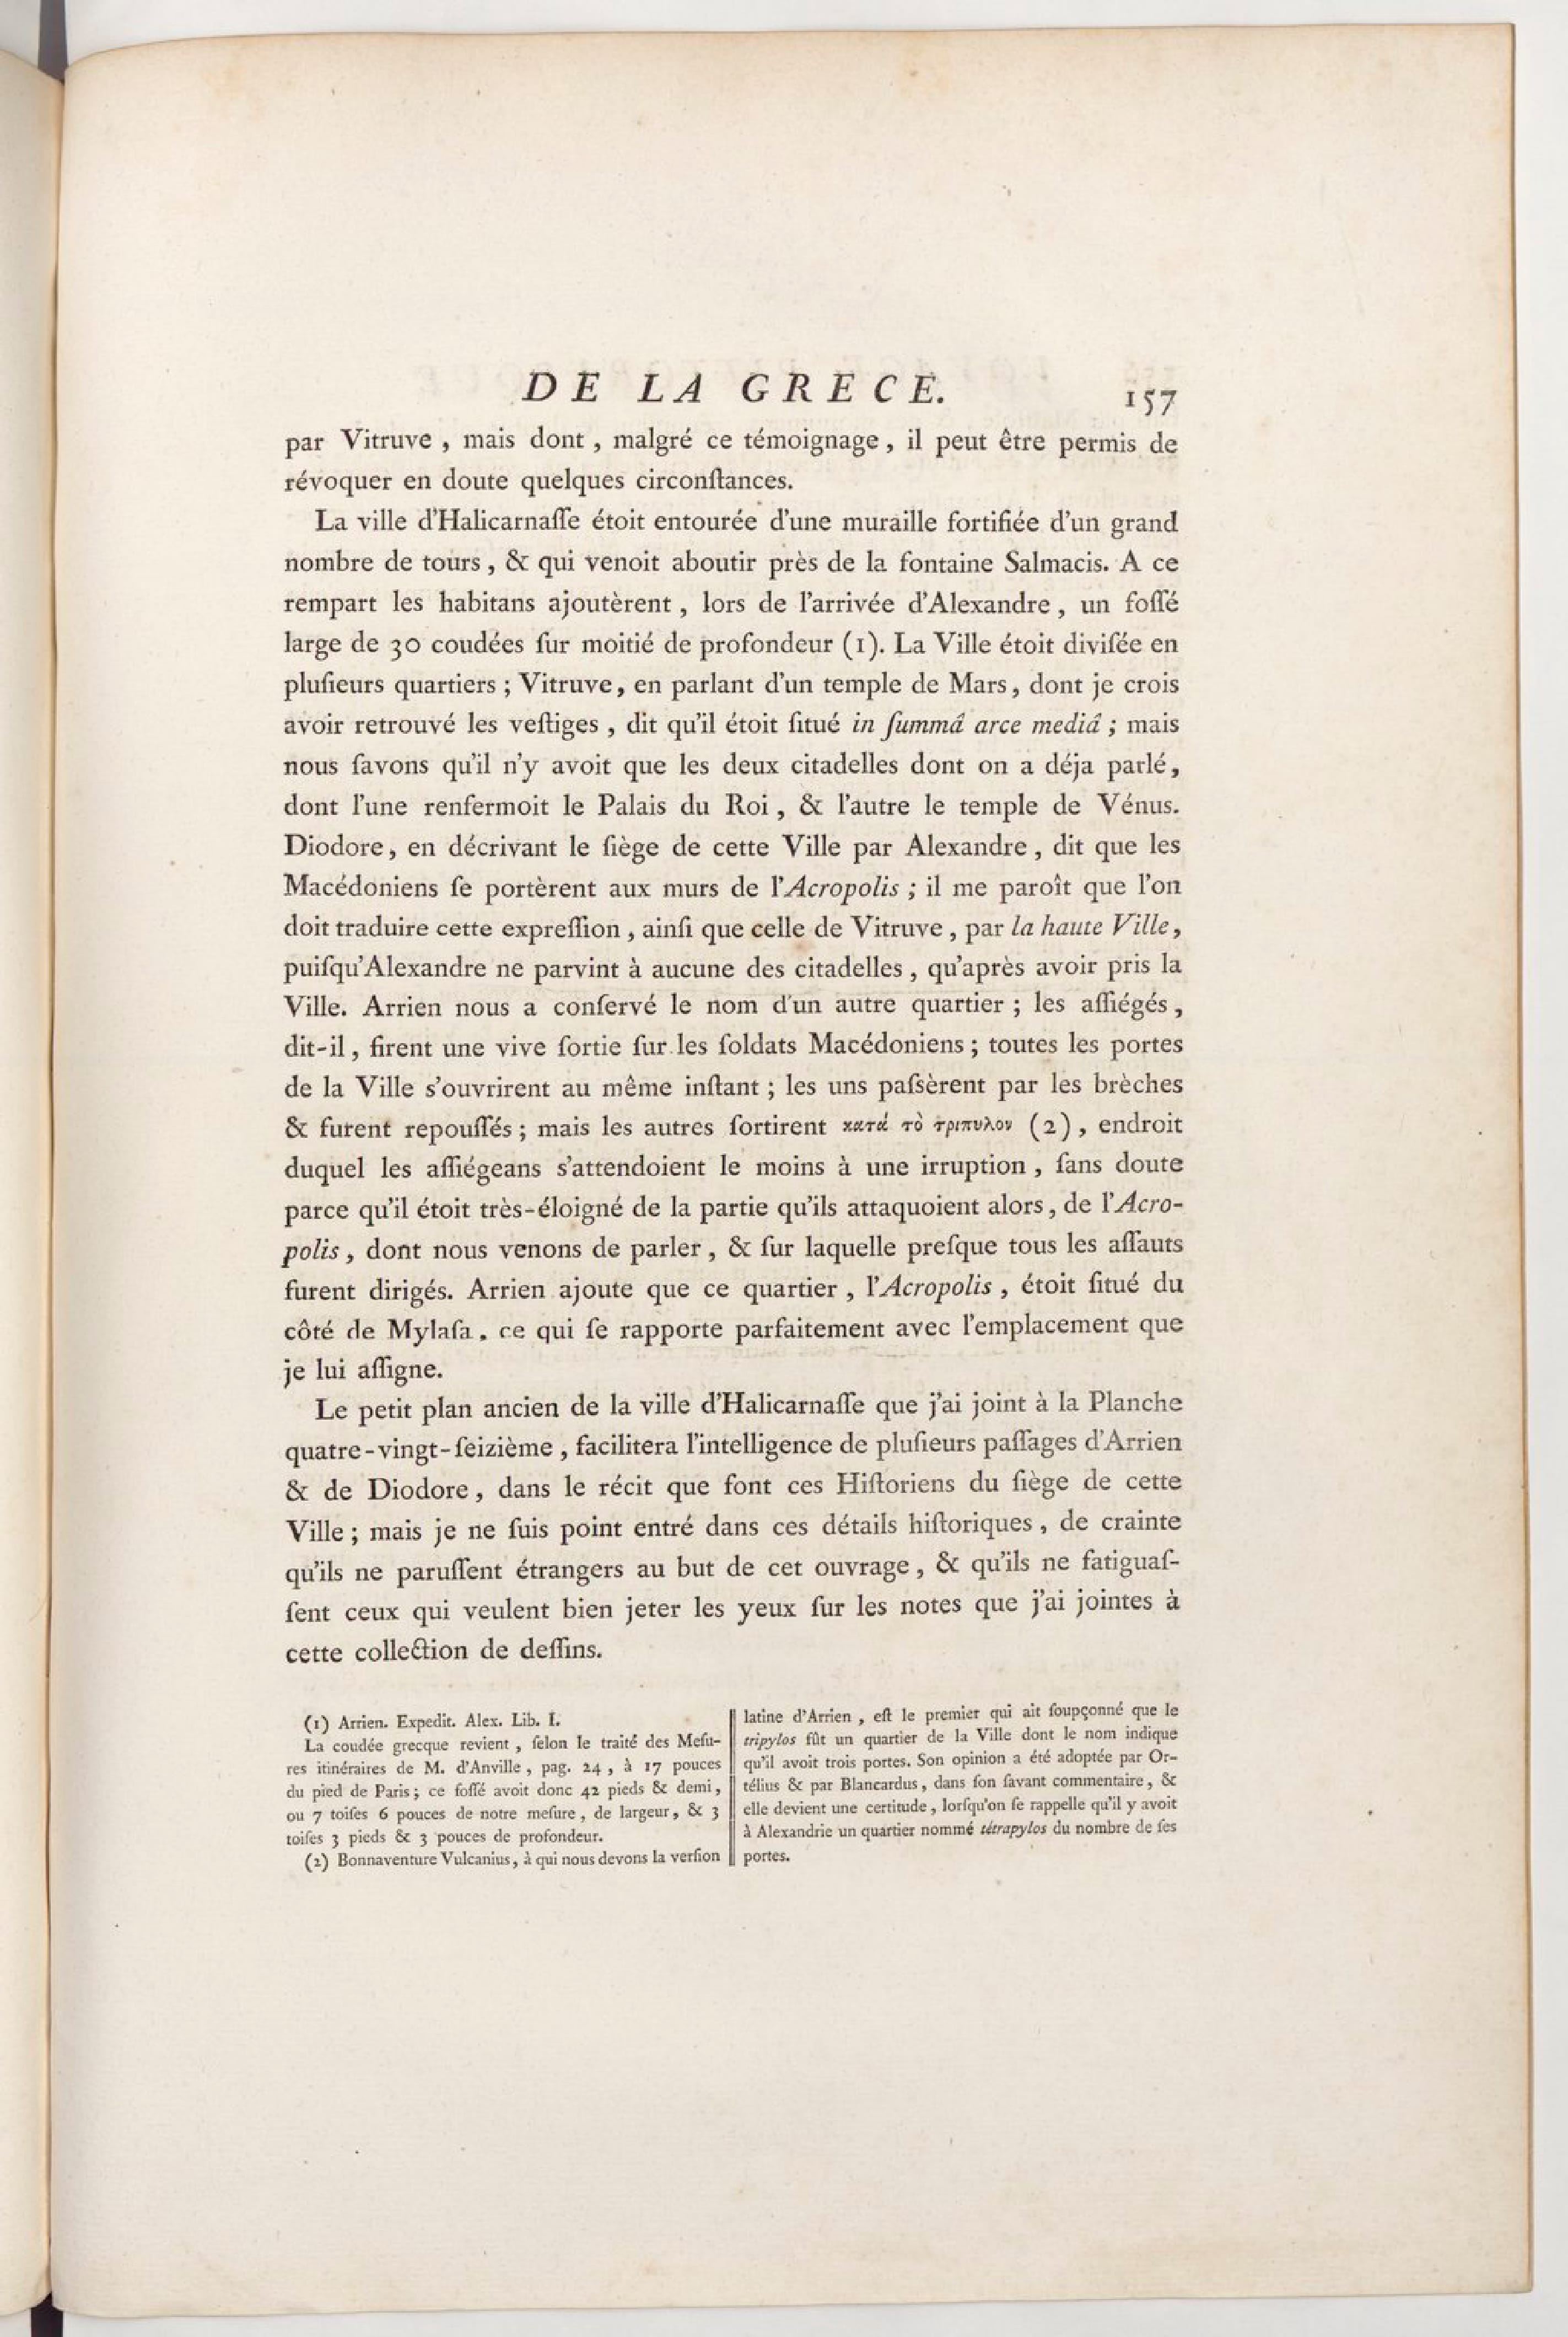 DE LA GRECE. 157
par Vitruve, mais dont, malgré ce témoignage, il peut être permis de
révoquer en doute quelques circonſtances.
La ville d'Halicarnaſſe étoit entourée d'une muraille fortifiée d'un grand
nombre de tours, & qui venoit aboutir près de la fontaine Salmacis. A ce
rempart les habitans ajoutèrent, lors de l'arrivée d'Alexandre, un foſſé
large de 30 coudées ſur moitié de profondeur (1). La Ville étoit diviſée en
pluſieurs quartiers ; Vitruve, en parlant d'un temple de Mars, dont je crois
avoir retrouvé les veſtiges, dit qu'il étoit ſitué in ſummâ arce mediâ ; mais
nous ſavons qu'il n'y avoit que les deux citadelles dont on a déja parlé,
dont l'une renfermoit le Palais du Roi, & l'autre le temple de Vénus.
Diodore, en décrivant le ſiège de cette Ville par Alexandre, dit que les
Macédoniens ſe portèrent aux murs de l'Acropolis ; il me paroît que l'on
doit traduire cette expreſſion, ainſi que celle de Vitruve, par la haute Ville,
puiſqu'Alexandre ne parvint à aucune des citadelles, qu'après avoir pris la
Ville. Arrien nous a conſervé le nom d'un autre quartier ; les aſſiégés,
dit-il, firent une vive ſortie ſur les ſoldats Macédoniens ; toutes les portes
de la Ville s'ouvrirent au même inſtant ; les uns paſsèrent par les brèches
& furent repouſſés ; mais les autres ſortirent κατά τὸ τριπυλον (2), endroit
duquel les aſſiégeans s'attendoient le moins à une irruption, ſans doute
parce qu'il étoit très-éloigné de la partie qu'ils attaquoient alors, de l'Acro-
polis, dont nous venons de parler, & ſur laquelle preſque tous les aſſauts
furent dirigés. Arrien ajoute que ce quartier, l'Acropolis, étoit ſitué du
côté de Mylaſa, ce qui ſe rapporte parfaitement avec l'emplacement que
je lui aſſigne.
Le petit plan ancien de la ville d'Halicarnaſſe que j'ai joint à la Planche
quatre-vingt-ſeizième, facilitera l'intelligence de pluſieurs paſſages d'Arrien
& de Diodore, dans le récit que font ces Hiſtoriens du ſiège de cette
Ville ; mais je ne ſuis point entré dans ces détails hiſtoriques, de crainte
qu'ils ne paruſſent étrangers au but de cet ouvrage, & qu'ils ne fatiguaſ-
ſent ceux qui veulent bien jeter les yeux ſur les notes que j'ai jointes à
cette collection de deſſins.
(1) Arrien. Expedit. Alex. Lib. I.
La coudée grecque revient, ſelon le traité des Meſu-
res itinéraires de M. d'Anville, pag. 24, à 17 pouces
du pied de Paris ; ce foſſé avoit donc 42 pieds & demi,
ou 7 toiſes 6 pouces de notre meſure, de largeur, & 3
toiſes 3 pieds & 3 pouces de profondeur.
(2) Bonnaventure Vulcanius, à qui nous devons la verſion
latine d'Arrien, eſt le premier qui ait ſoupçonné que le
tripylos fût un quartier de la Ville dont le nom indique
qu'il avoit trois portes. Son opinion a été adoptée par Or-
télius & par Blancardus, dans ſon ſavant commentaire, &
elle devient une certitude, lorſqu'on ſe rappelle qu'il y avoit
à Alexandrie un quartier nommé tétrapylos du nombre de ſes
portes.